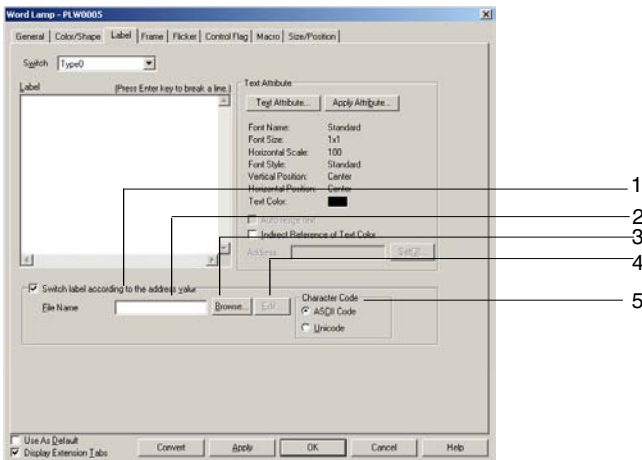 Word Lamp - PLW0005
General Color/Shape Label Frame Flicker Control Flag Macro Size/Position
Switch Type0
Label (Press Enter key to break a line.)
Text Attribute
Text Attribute... Apply Attribute...
Font Name: Standard
Font Size: 1x1
Horizontal Scale: 100
Font Style: Standard
Vertical Position: Center
Horizontal Position: Center
Text Color:
Auto resize text
Indirect Reference of Text Color
Address Set(Z)...
1
2
3
4
5
Switch label according to the address value
File Name Browse... Edit...
Character Code
ASCII Code
Unicode
Use As Default
Display Extension Tabs
Convert Apply OK Cancel Help